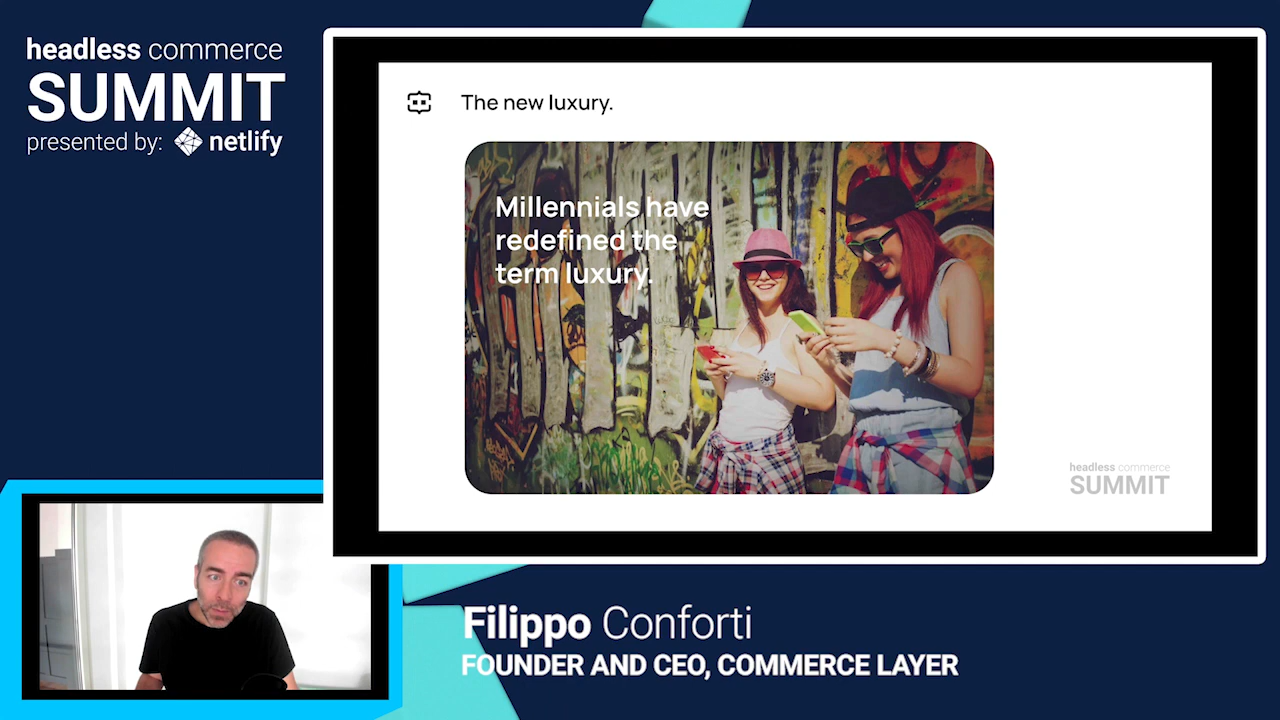 headless commerce
SUMMIT
presented by: netlify
The new luxury.
Millennials have
redefined the
term luxury.
headless commerce
SUMMIT
Filippo Conforti
FOUNDER AND CEO, COMMERCE LAYER